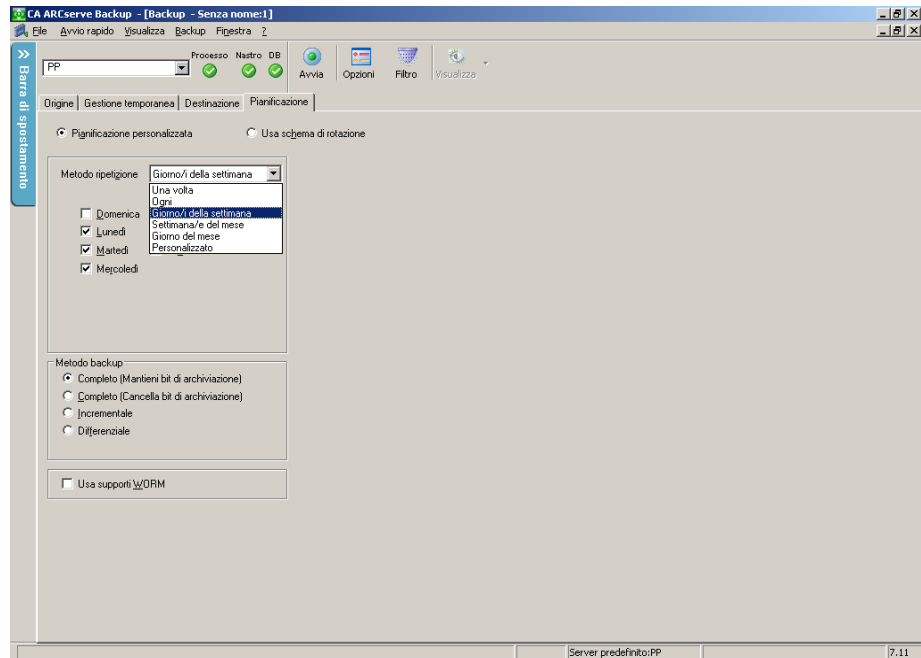 CA ARCserve Backup - [Backup - Senza nome:1]
File Avvio rapido Visualizza Backup Finestra ?
Barra di spostamento
PP
Processo Nastro DB
Avvia Opzioni Filtro Visualizza
Origine Gestione temporanea Destinazione Pianificazione
Pianificazione personalizzata Usa schema di rotazione
Metodo ripetizione Giorno/i della settimana
Una volta
Ogni
Giorno/i della settimana
Settimana/e del mese
Giorno del mese
Personalizzato
Domenica
Lunedì
Martedì
Mercoledì
Metodo backup
Completo (Mantieni bit di archiviazione)
Completo (Cancella bit di archiviazione)
Incrementale
Differenziale
Usa supporti WORM
Server predefinito:PP 7.11